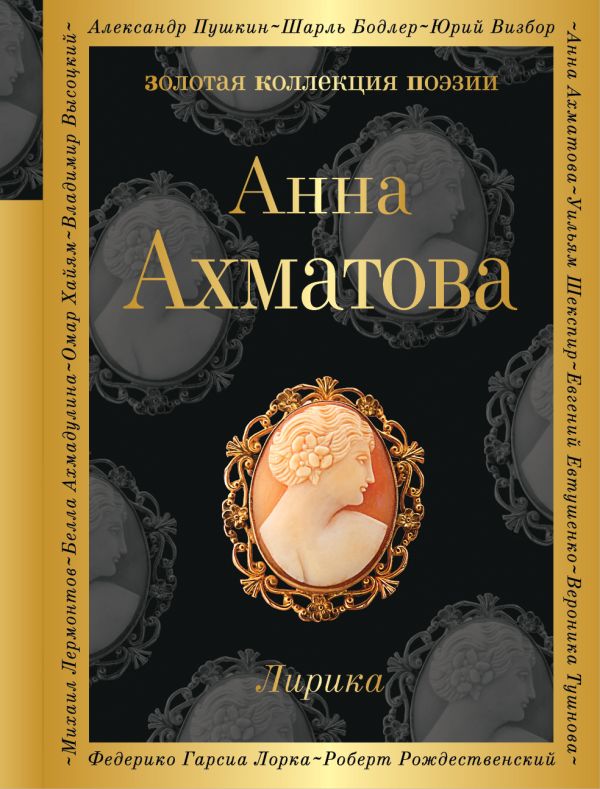 Александр Пушкин~Шарль Бодлер~Юрий Визбор
золотая коллекция поэзии
Анна
Ахматова
Лирика
~Анна Ахматова~Уильям Шекспир~Евгений Евтушенко~Вероника Тушнова~
~Михаил Лермонтов~Белла Ахмадулина~Омар Хайям~Владимир Высоцкий~
Федерико Гарсиа Лорка~Роберт Рождественский